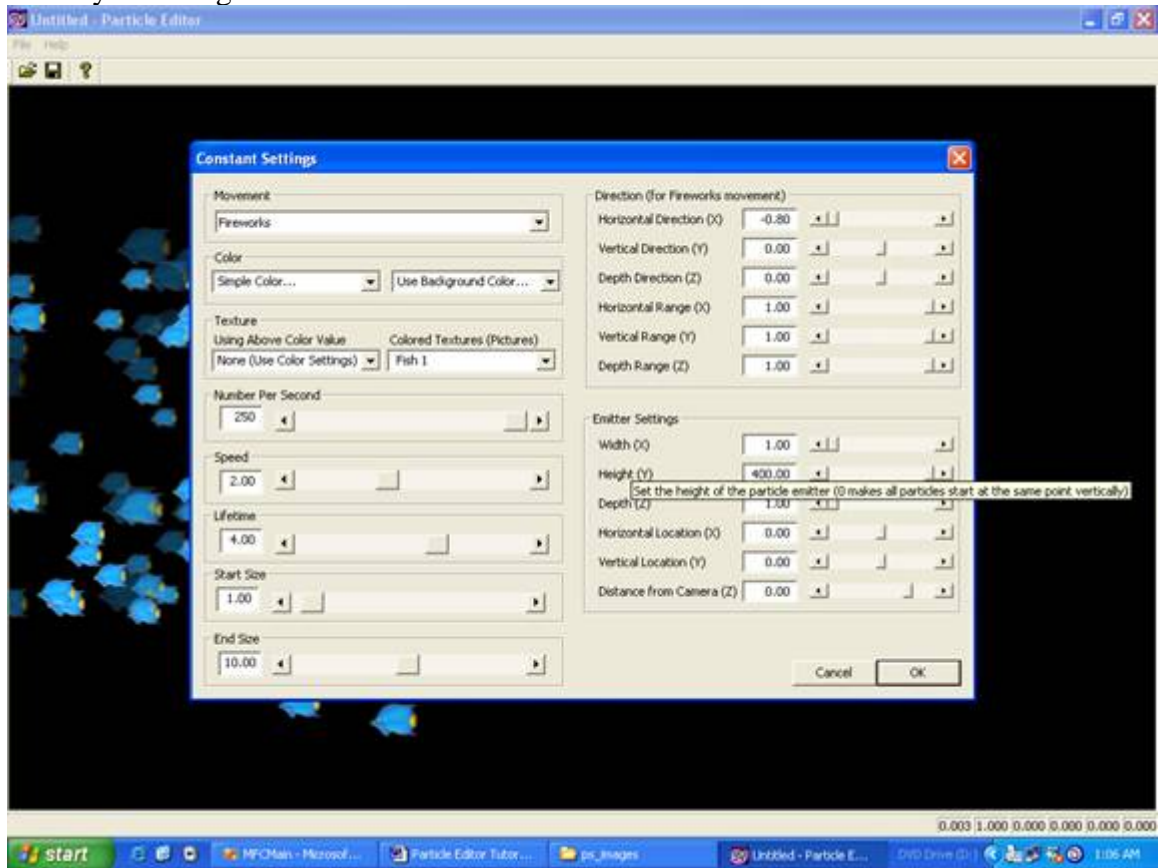 Untitled - Particle Editor
File Help
Constant Settings
Movement
Fireworks
Color
Simple Color... Use Background Color...
Texture
Using Above Color Value Colored Textures (Pictures)
None (Use Color Settings) Fish 1
Number Per Second
250
Speed
2.00
Lifetime
4.00
Start Size
1.00
End Size
10.00
Direction (for Fireworks movement)
Horizontal Direction (X) -0.80
Vertical Direction (Y) 0.00
Depth Direction (Z) 0.00
Horizontal Range (X) 1.00
Vertical Range (Y) 1.00
Depth Range (Z) 1.00
Emitter Settings
Width (X) 1.00
Height (Y) 400.00
Set the height of the particle emitter (0 makes all particles start at the same point vertically)
Depth (Z) 1.00
Horizontal Location (X) 0.00
Vertical Location (Y) 0.00
Distance from Camera (Z) 0.00
Cancel OK
0.003 1.000 0.000 0.000 0.000 0.000
start MFCMain - Microsof... Particle Editor Tutor... ps_images Untitled - Particle E... DVD Drive (D:) 1:06 AM